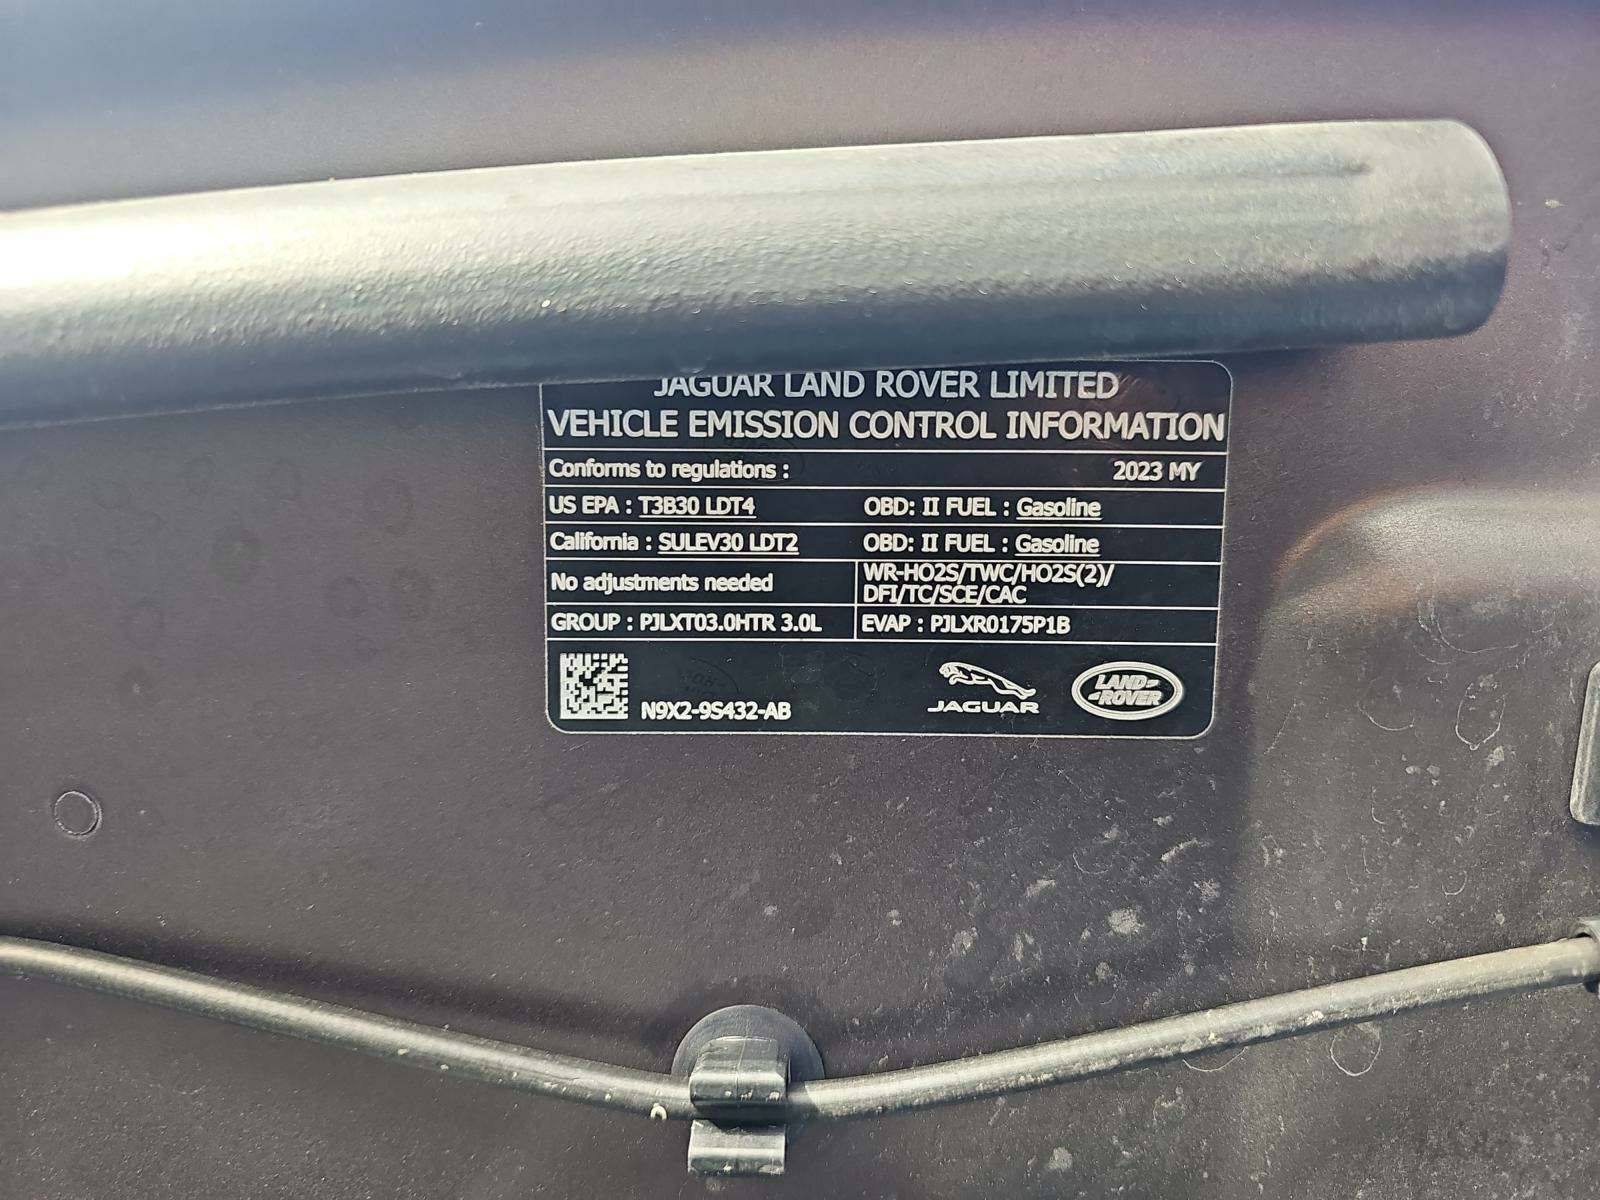 JAGUAR LAND ROVER LIMITED
VEHICLE EMISSION CONTROL INFORMATION
Conforms to regulations : 2023 MY
US EPA : T3B30 LDT4 OBD: II FUEL : Gasoline
California : SULEV30 LDT2 OBD: II FUEL : Gasoline
No adjustments needed
WR-HO2S/TWC/HO2S(2)/
DFI/TC/SCE/CAC
GROUP : PJLXT03.0HTR 3.0L EVAP : PJLXR0175P1B
N9X2-9S432-AB
JAGUAR
LAND
ROVER